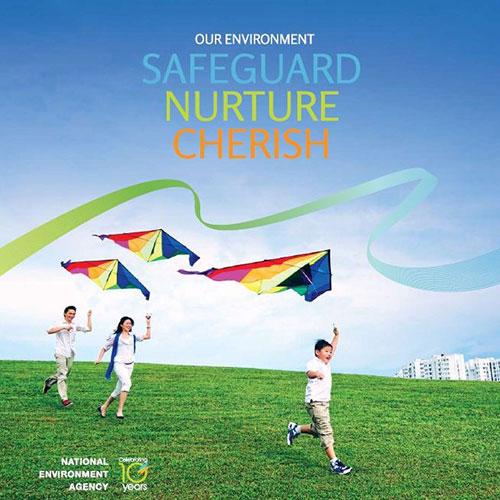 OUR ENVIRONMENT
SAFEGUARD
NURTURE
CHERISH
NATIONAL
ENVIRONMENT
AGENCY
Celebrating
10
years